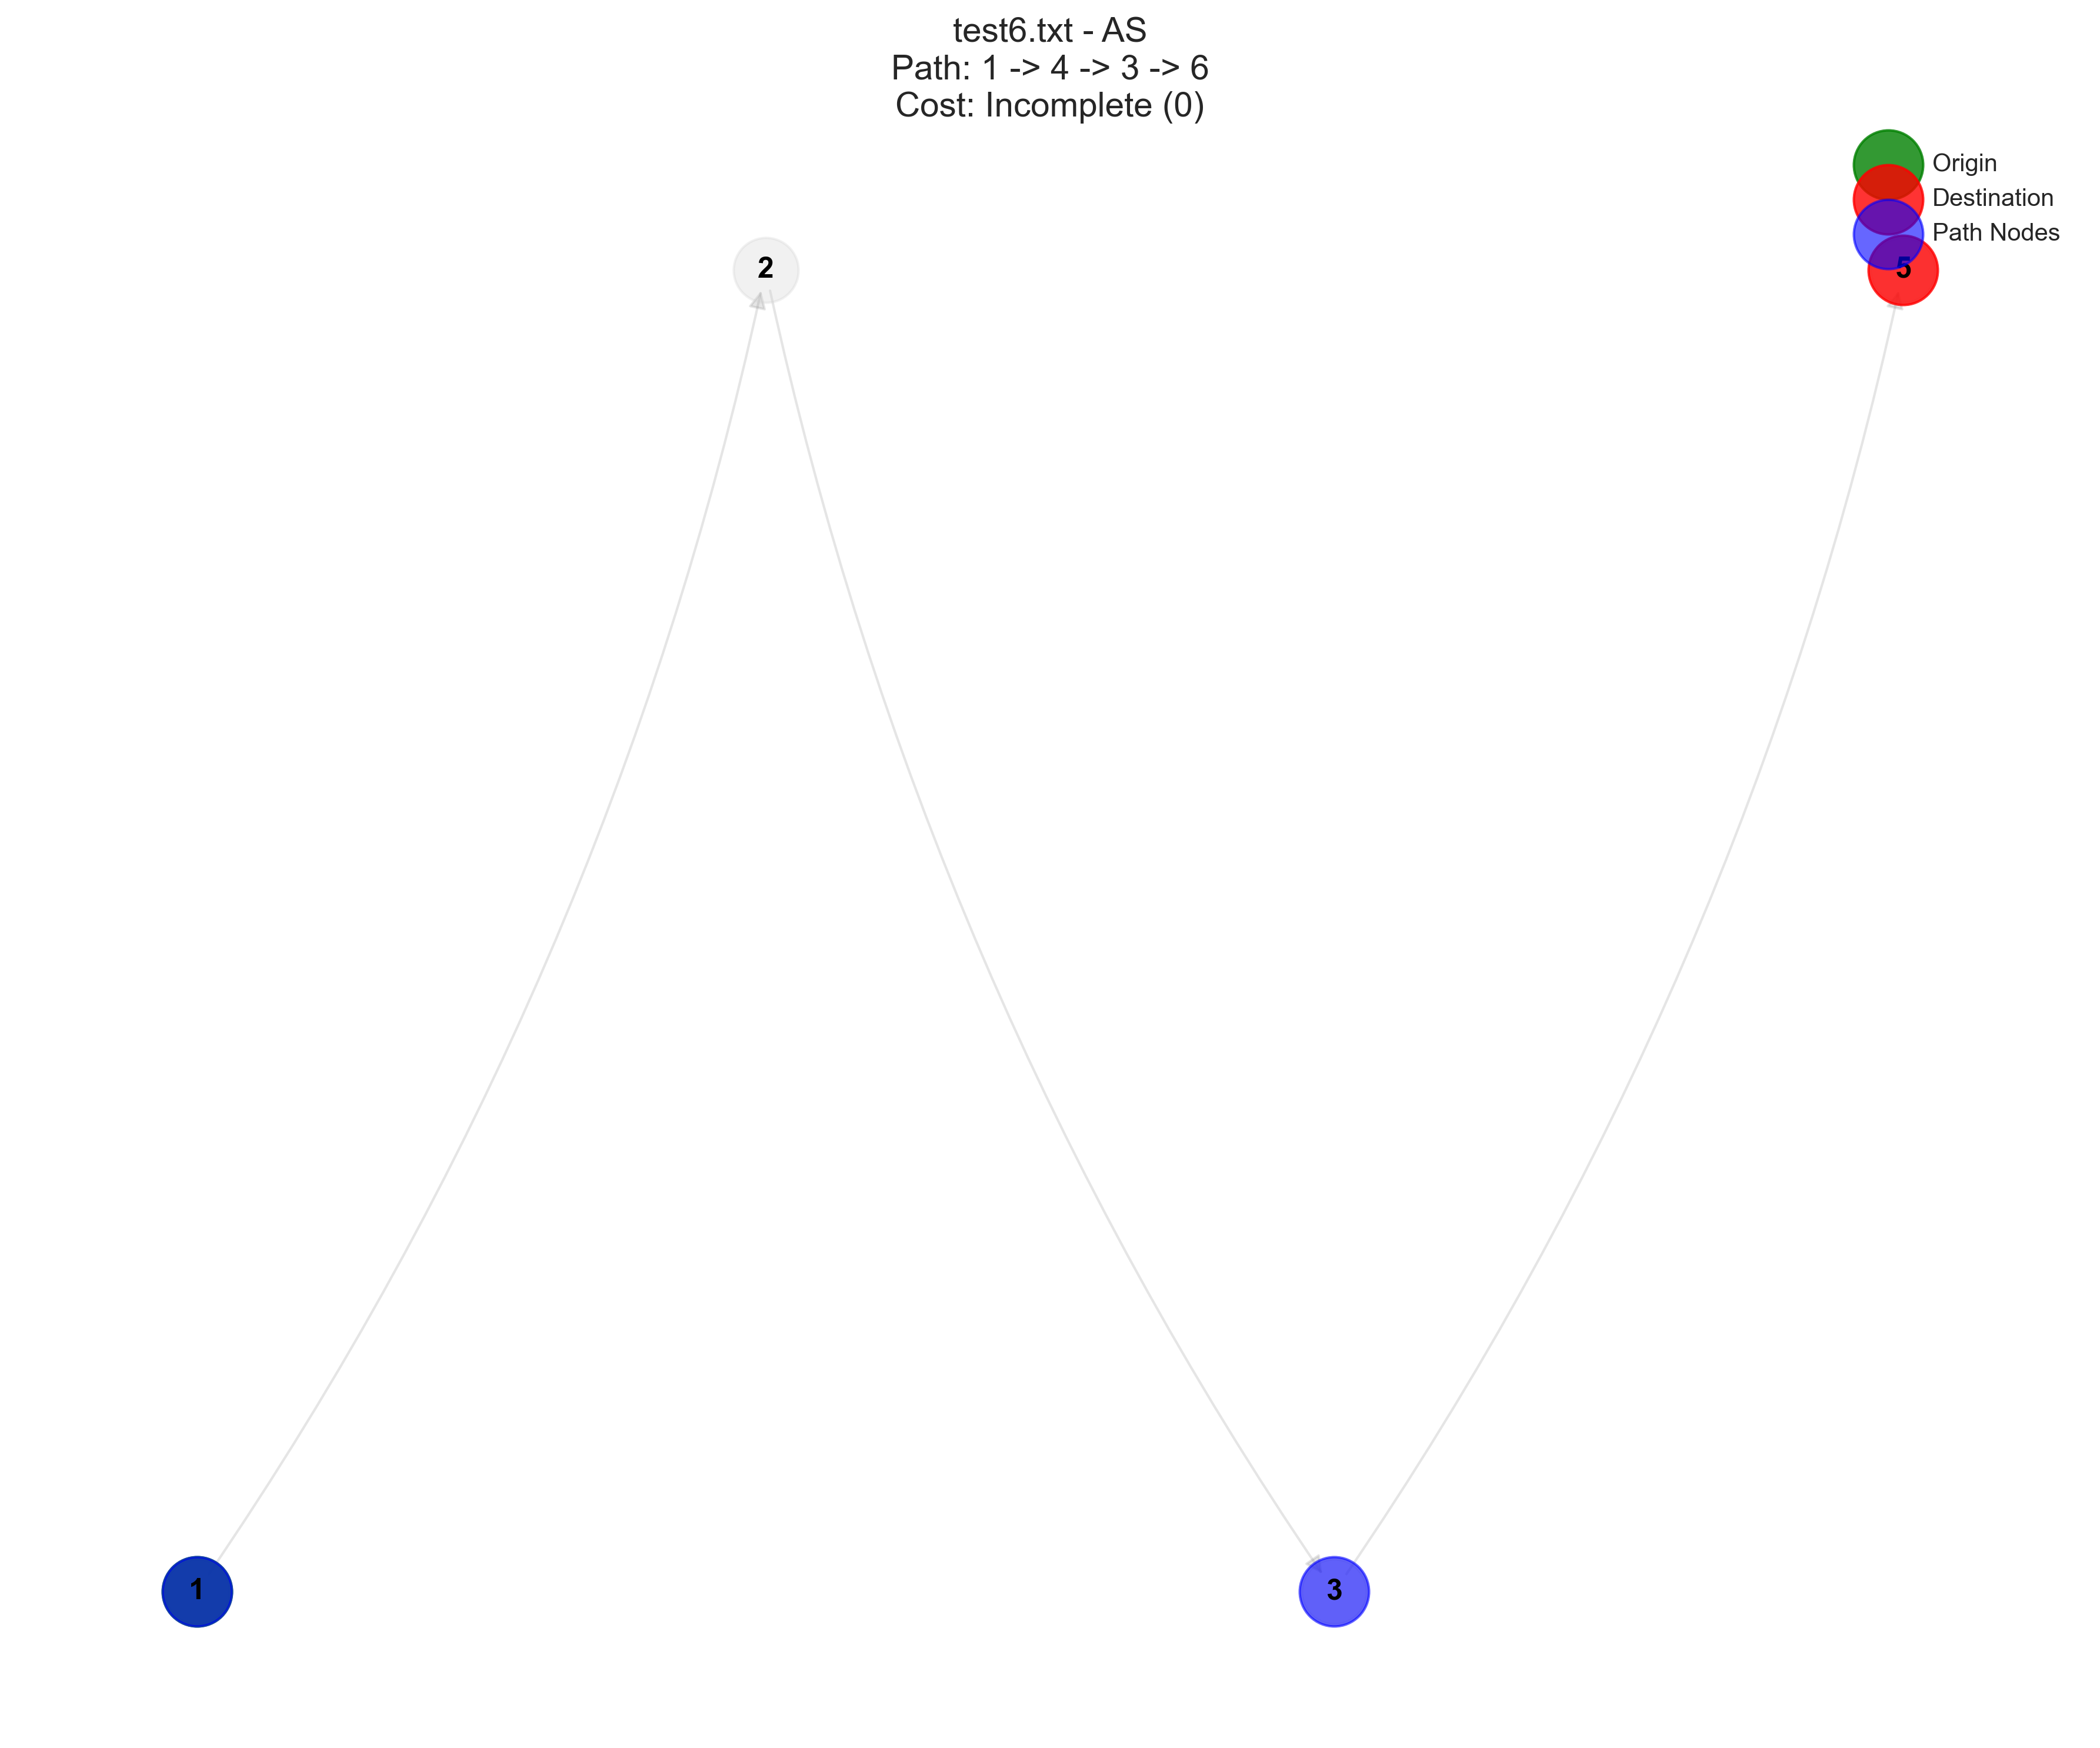 test6.txt - AS
Path: 1 -> 4 -> 3 -> 6
Cost: Incomplete (0)
Origin
Destination
Path Nodes
2
5
1
3